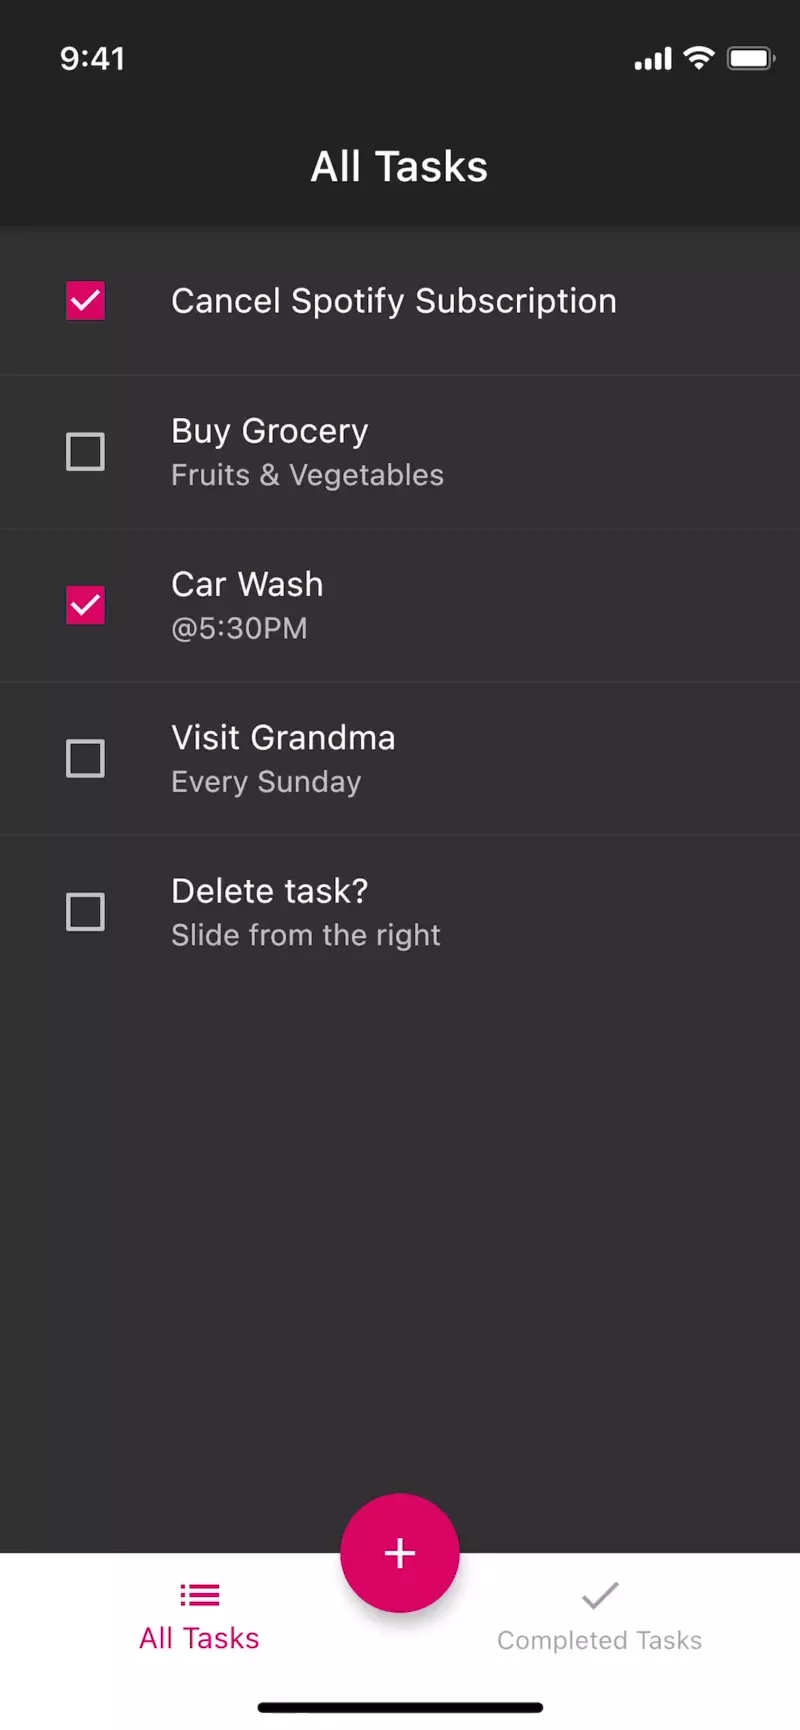 9:41
All Tasks
Cancel Spotify Subscription
Buy Grocery
Fruits & Vegetables
Car Wash
@5:30PM
Visit Grandma
Every Sunday
Delete task?
Slide from the right
All Tasks
Completed Tasks